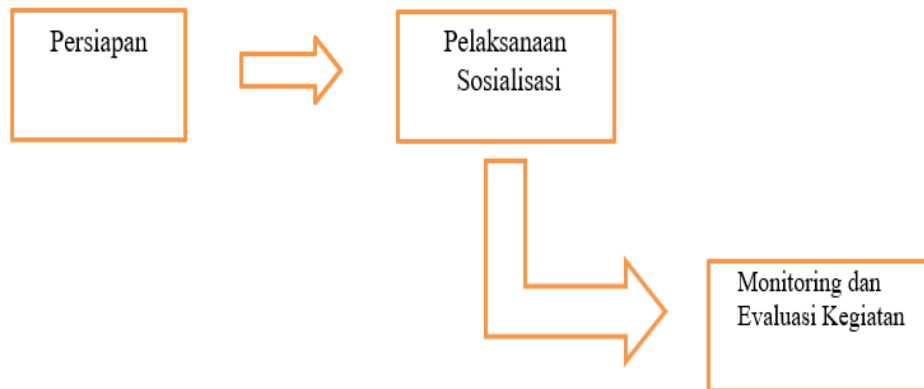 Persiapan
Pelaksanaan
Sosialisasi
Monitoring dan
Evaluasi Kegiatan